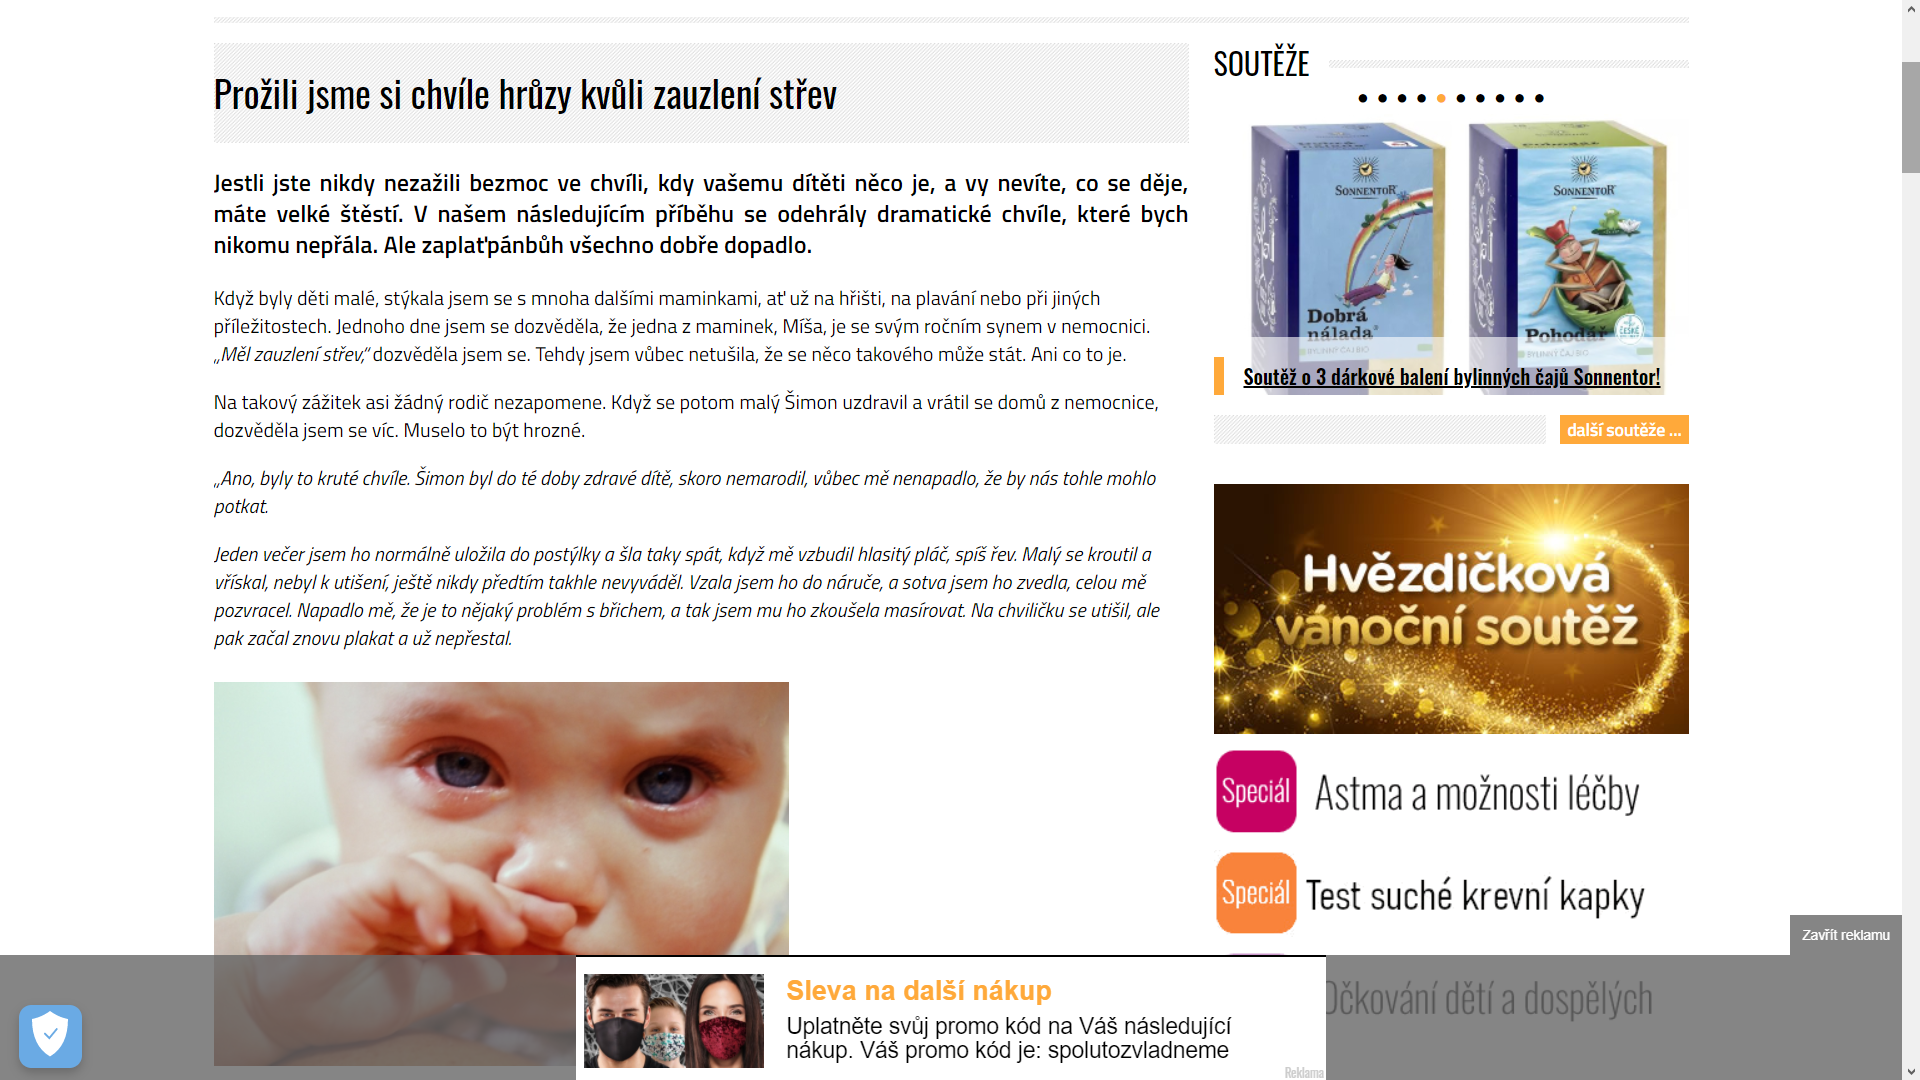 Prožili jsme si chvíle hrůzy kvůli zauzlení střev
Jestli jste nikdy nezažili bezmoc ve chvíli, kdy vašemu dítěti něco je, a vy nevíte, co se děje,
máte velké štěstí. V našem následujícím příběhu se odehrály dramatické chvíle, které bych
nikomu nepřála. Ale zaplaťpánbůh všechno dobře dopadlo.
Když byly děti malé, stýkala jsem se s mnoha dalšími maminkami, ať už na hřišti, na plavání nebo při jiných
příležitostech. Jednoho dne jsem se dozvěděla, že jedna z maminek, Míša, je se svým ročním synem v nemocnici.
„Měl zauzlení střev,“ dozvěděla jsem se. Tehdy jsem vůbec netušila, že se něco takového může stát. Ani co to je.
Na takový zážitek asi žádný rodič nezapomene. Když se potom malý Šimon uzdravil a vrátil se domů z nemocnice,
dozvěděla jsem se víc. Muselo to být hrozné.
„Ano, byly to kruté chvíle. Šimon byl do té doby zdravé dítě, skoro nemarodil, vůbec mě nenapadlo, že by nás tohle mohlo
potkat.
Jeden večer jsem ho normálně uložila do postýlky a šla taky spát, když mě vzbudil hlasitý pláč, spíš řev. Malý se kroutil a
vřískal, nebyl k utišení, ještě nikdy předtím takhle nevyváděl. Vzala jsem ho do náruče, a sotva jsem ho zvedla, celou mě
pozvracel. Napadlo mě, že je to nějaký problém s břichem, a tak jsem mu ho zkoušela masírovat. Na chviličku se utišil, ale
pak začal znovu plakat a už nepřestal.
SOUTĚŽE
Dobrá nálada
SONNENTOR
Dobrá
nálada
BYLINNÝ ČAJ BIO
Pohodář
SONNENTOR
Pohodář
BYLINNÝ ČAJ BIO
Soutěž o 3 dárkové balení bylinných čajů Sonnentor!
další soutěže ...
Hvězdičková
vánoční soutěž
Speciál Astma a možnosti léčby
Speciál Test suché krevní kapky
Očkování dětí a dospělých
Zavřít reklamu
Sleva na další nákup
Uplatněte svůj promo kód na Váš následující
nákup. Váš promo kód je: spolutozvladneme
Reklama